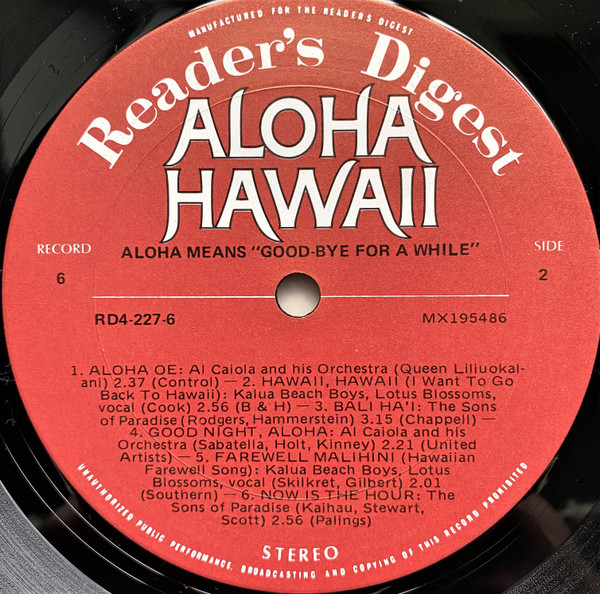 MANUFACTURED FOR THE READERS DIGEST
Reader's Digest
ALOHA
HAWAII
RECORD
6
ALOHA MEANS "GOOD-BYE FOR A WHILE"
SIDE
2
RD4-227-6
MX195486
1. ALOHA OE: Al Caiola and his Orchestra (Queen Liliuokal-
ani) 2.37 (Control) — 2. HAWAII, HAWAII (I Want To Go
Back To Hawaii): Kalua Beach Boys, Lotus Blossoms,
vocal (Cook) 2.56 (B & H) — 3. BALI HA'I: The Sons
of Paradise (Rodgers, Hammerstein) 3.15 (Chappell) —
4. GOOD NIGHT, ALOHA: Al Caiola and his
Orchestra (Sabatella, Holt, Kinney) 2.21 (United
Artists) — 5. FAREWELL MALIHINI (Hawaiian
Farewell Song): Kalua Beach Boys, Lotus
Blossoms, vocal (Skilkret, Gilbert) 2.01
(Southern) — 6. NOW IS THE HOUR: The
Sons of Paradise (Kaihau, Stewart,
Scott) 2.56 (Palings)
STEREO
UNAUTHORIZED PUBLIC PERFORMANCE, BROADCASTING AND COPYING OF THIS RECORD PROHIBITED